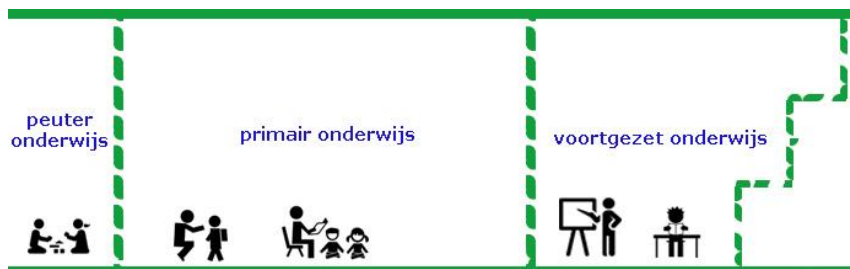 peuter
onderwijs
primair onderwijs
voortgezet onderwijs